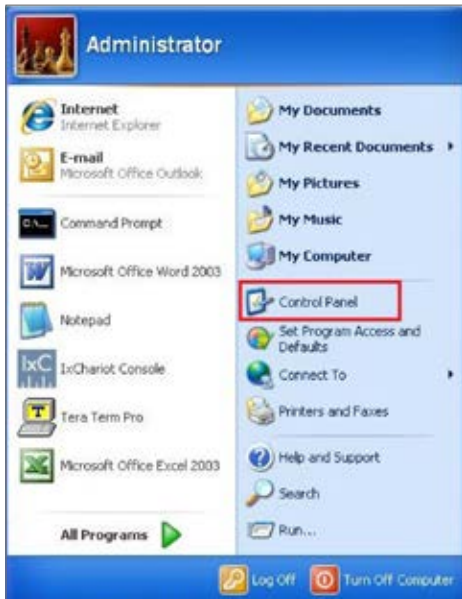 Administrator
Internet
Internet Explorer
E-mail
Microsoft Office Outlook
Command Prompt
Microsoft Office Word 2003
Notepad
IxC
IxChariot Console
Tera Term Pro
Microsoft Office Excel 2003
All Programs
My Documents
My Recent Documents
My Pictures
My Music
My Computer
Control Panel
Set Program Access and
Defaults
Connect To
Printers and Faxes
Help and Support
Search
Run...
Log Off
Turn Off Computer